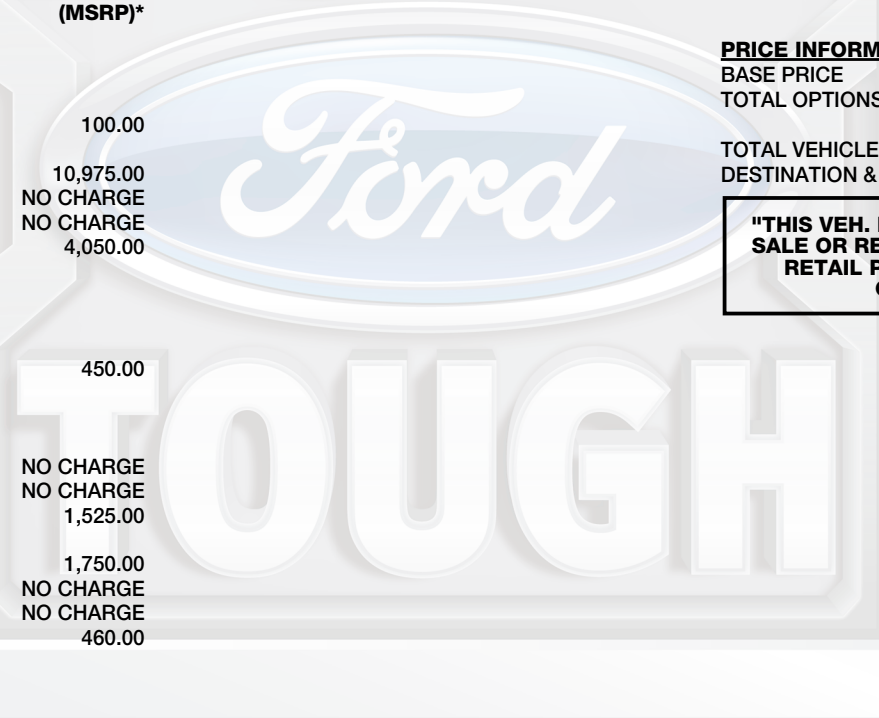 (MSRP)*
100.00
10,975.00
NO CHARGE
NO CHARGE
4,050.00
450.00
NO CHARGE
NO CHARGE
1,525.00
1,750.00
NO CHARGE
NO CHARGE
460.00
PRICE INFORM
BASE PRICE
TOTAL OPTIONS
TOTAL VEHICLE
DESTINATION &
"THIS VEH.
SALE OR RE
RETAIL P
Ford
TOUGH